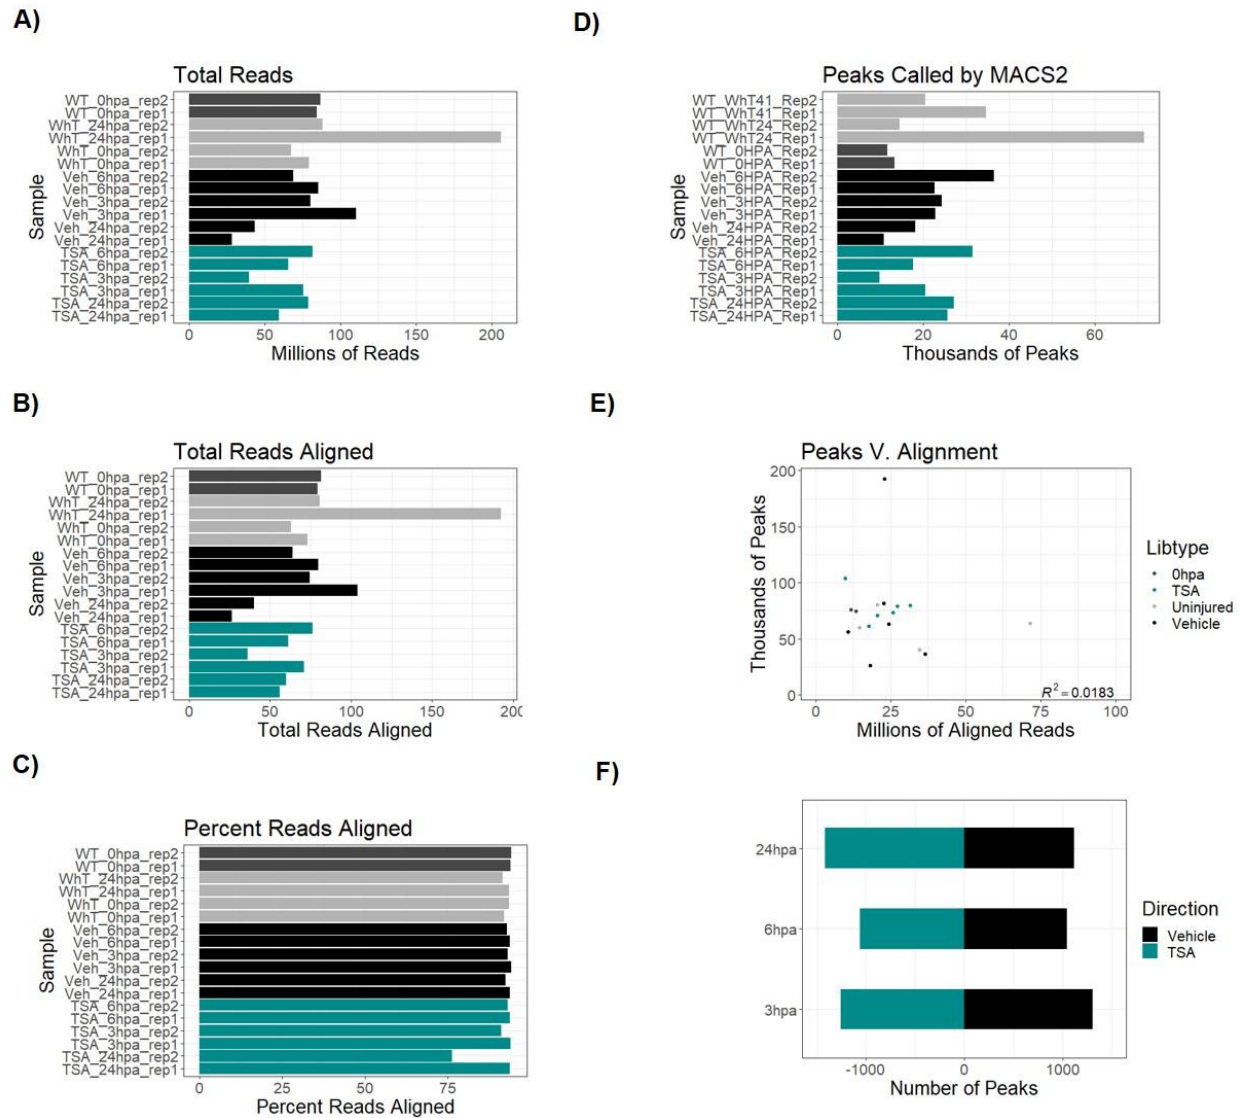 A)
Total Reads
Sample
WT_0hpa_rep2
WT_0hpa_rep1
WhT_24hpa_rep2
WhT_24hpa_rep1
WhT_0hpa_rep2
WhT_0hpa_rep1
Veh_6hpa_rep2
Veh_6hpa_rep1
Veh_3hpa_rep2
Veh_3hpa_rep1
Veh_24hpa_rep2
Veh_24hpa_rep1
TSA_6hpa_rep2
TSA_6hpa_rep1
TSA_3hpa_rep2
TSA_3hpa_rep1
TSA_24hpa_rep2
TSA_24hpa_rep1
0 50 100 150 200
Millions of Reads
B)
Total Reads Aligned
Sample
WT_0hpa_rep2
WT_0hpa_rep1
WhT_24hpa_rep2
WhT_24hpa_rep1
WhT_0hpa_rep2
WhT_0hpa_rep1
Veh_6hpa_rep2
Veh_6hpa_rep1
Veh_3hpa_rep2
Veh_3hpa_rep1
Veh_24hpa_rep2
Veh_24hpa_rep1
TSA_6hpa_rep2
TSA_6hpa_rep1
TSA_3hpa_rep2
TSA_3hpa_rep1
TSA_24hpa_rep2
TSA_24hpa_rep1
0 50 100 150 200
Total Reads Aligned
C)
Percent Reads Aligned
Sample
WT_0hpa_rep2
WT_0hpa_rep1
WhT_24hpa_rep2
WhT_24hpa_rep1
WhT_0hpa_rep2
WhT_0hpa_rep1
Veh_6hpa_rep2
Veh_6hpa_rep1
Veh_3hpa_rep2
Veh_3hpa_rep1
Veh_24hpa_rep2
Veh_24hpa_rep1
TSA_6hpa_rep2
TSA_6hpa_rep1
TSA_3hpa_rep2
TSA_3hpa_rep1
TSA_24hpa_rep2
TSA_24hpa_rep1
0 25 50 75
Percent Reads Aligned
D)
Peaks Called by MACS2
Sample
WT_WhT41_Rep2
WT_WhT41_Rep1
WT_WhT24_Rep2
WT_WhT24_Rep1
WT_0HPA_Rep2
WT_0HPA_Rep1
Veh_6HPA_Rep2
Veh_6HPA_Rep1
Veh_3HPA_Rep2
Veh_3HPA_Rep1
Veh_24HPA_Rep2
Veh_24HPA_Rep1
TSA_6HPA_Rep2
TSA_6HPA_Rep1
TSA_3HPA_Rep2
TSA_3HPA_Rep1
TSA_24HPA_Rep2
TSA_24HPA_Rep1
0 20 40 60
Thousands of Peaks
E)
Peaks V. Alignment
Thousands of Peaks
200
150
100
50
0
R² = 0.0183
0 25 50 75 100
Millions of Aligned Reads
Libtype
0hpa
TSA
Uninjured
Vehicle
F)
24hpa
6hpa
3hpa
-1000 0 1000
Number of Peaks
Direction
Vehicle
TSA